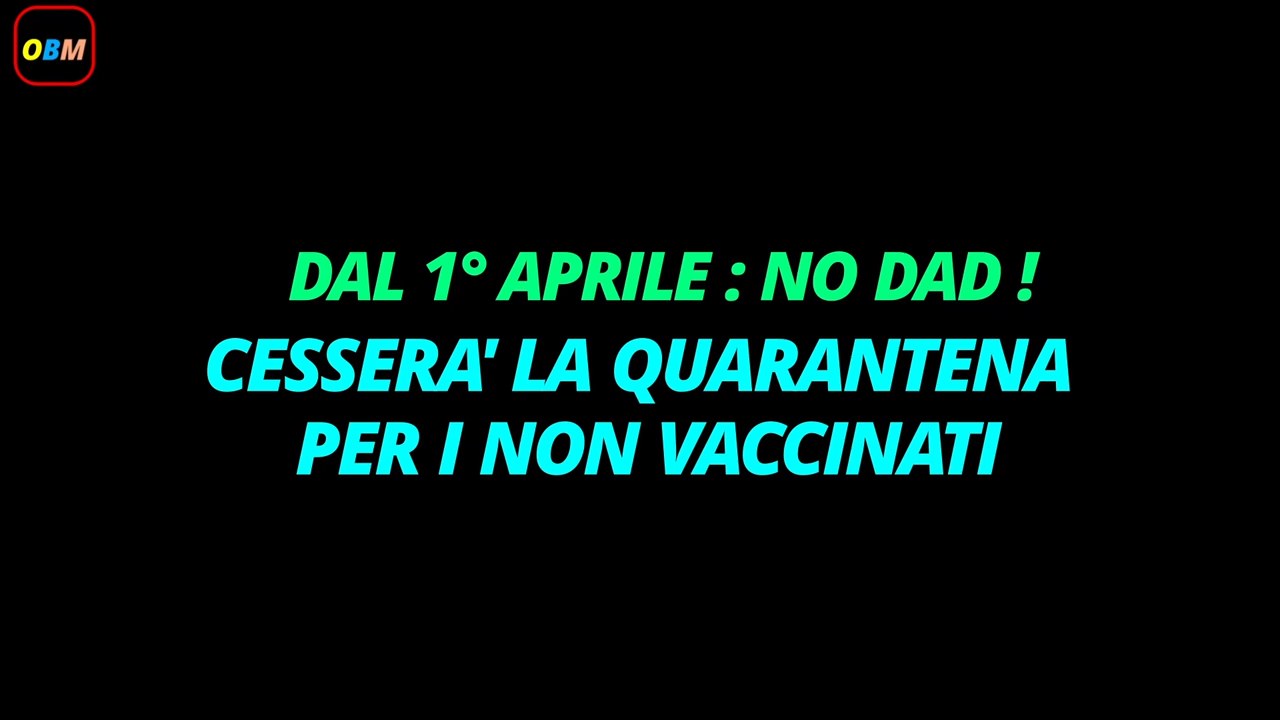 OBM
DAL 1° APRILE : NO DAD !
CESSERA' LA QUARANTENA
PER I NON VACCINATI